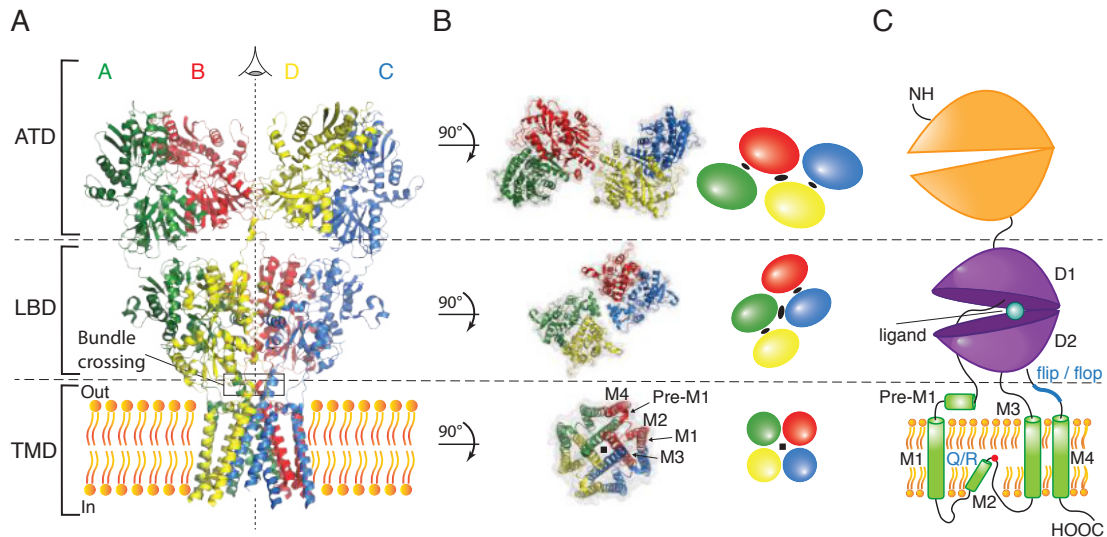 A
B
C
A
B
D
C
ATD
LBD
TMD
Bundle
crossing
Out
In
90°
90°
90°
M4
Pre-M1
M2
M1
M3
NH
D1
ligand
D2
flip / flop
Pre-M1
M3
M1
Q/R
M4
M2
HOOC